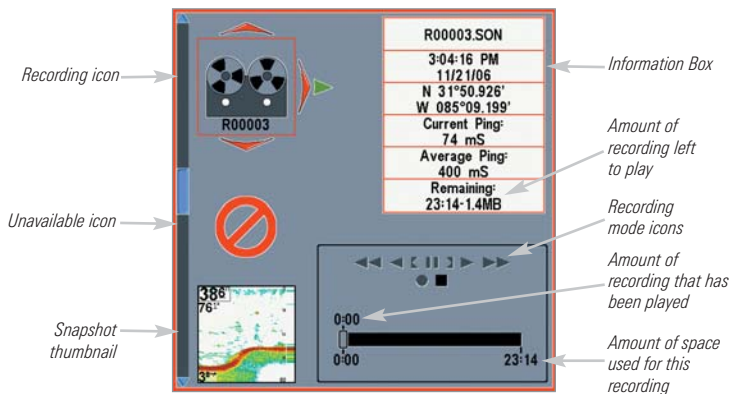 Recording icon
Unavailable icon
Snapshot
thumbnail
R00003
386
76
3
R00003.SON
3:04:16 PM
11/21/06
N 31°50.926'
W 085°09.199'
Current Ping:
74 mS
Average Ping:
400 mS
Remaining:
23:14-1.4MB
0:00
0:00
23:14
Information Box
Amount of
recording left
to play
Recording
mode icons
Amount of
recording that has
been played
Amount of space
used for this
recording